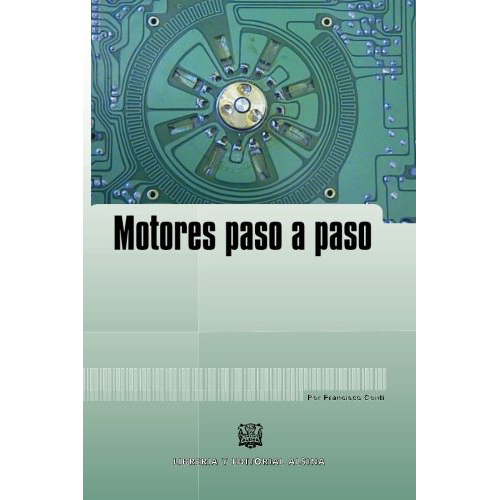 Motores paso a paso
Por Francisco Conti
LIBRERIA Y EDITORIAL ALSINA